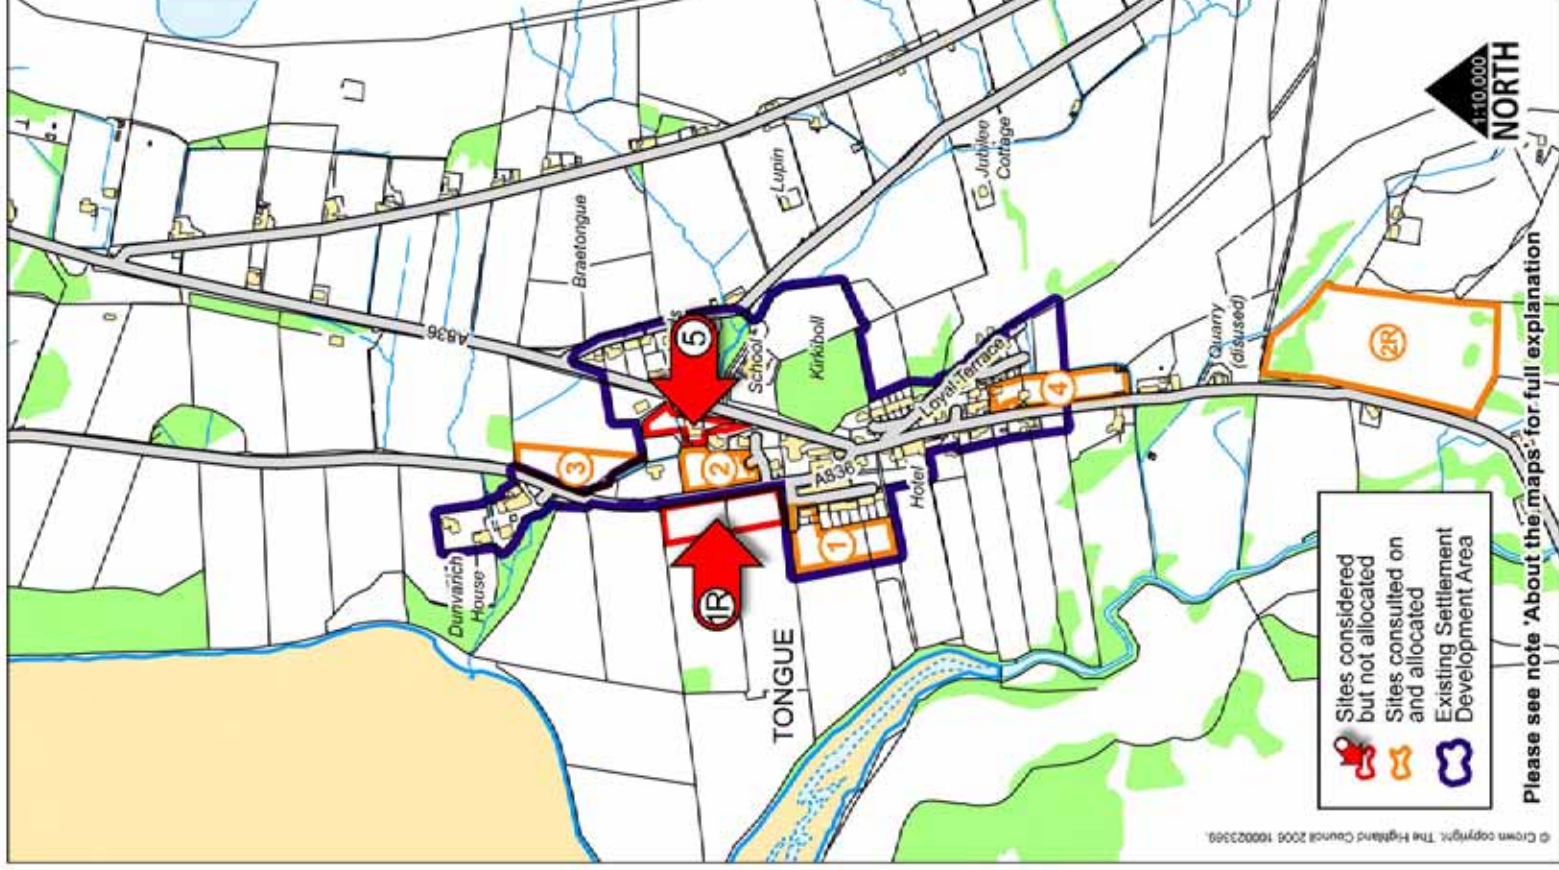 A836
Braetongue
Lupin
Jubilee
Cottage
5
School
Kirkiboll
Loyal Terrace
4
Quarry
(disused)
2R
3
2
A836
Hotel
1
1R
Dunvarich
House
TONGUE
1:10,000
NORTH
Sites considered
but not allocated
Sites consulted on
and allocated
Existing Settlement
Development Area
Please see note 'About the maps' for full explanation
© Crown copyright. The Highland Council 2006 100023369.